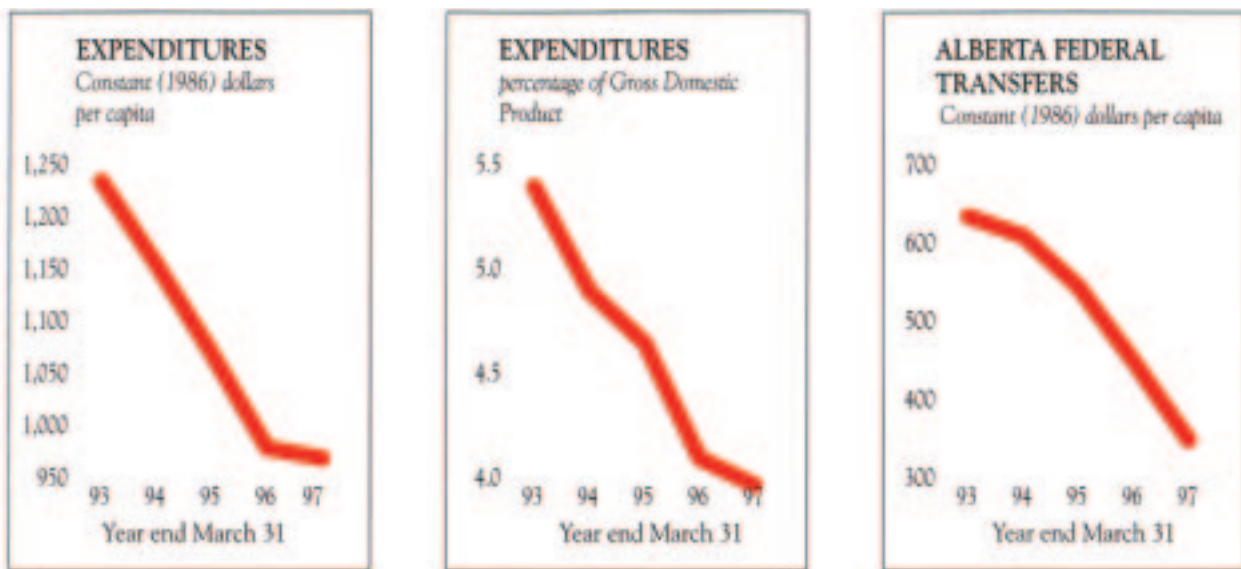 EXPENDITURES
Constant (1986) dollars
per capita
1,250
1,200
1,150
1,100
1,050
1,000
950
93 94 95 96 97
Year end March 31
EXPENDITURES
percentage of Gross Domestic
Product
5.5
5.0
4.5
4.0
93 94 95 96 97
Year end March 31
ALBERTA FEDERAL
TRANSFERS
Constant (1986) dollars per capita
700
600
500
400
300
93 94 95 96 97
Year end March 31